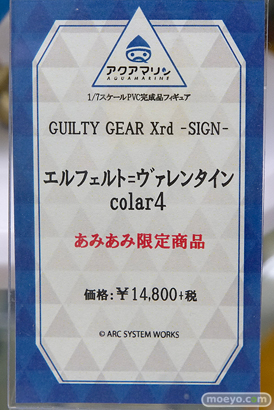 アクアマリン
AQUAMARINE
1/7スケールPVC完成品フィギュア
GUILTY GEAR Xrd -SIGN-
エルフェルト=ヴァレンタイン
colar4
あみあみ限定商品
価格:¥14,800+税
© ARC SYSTEM WORKS
moeyo.com